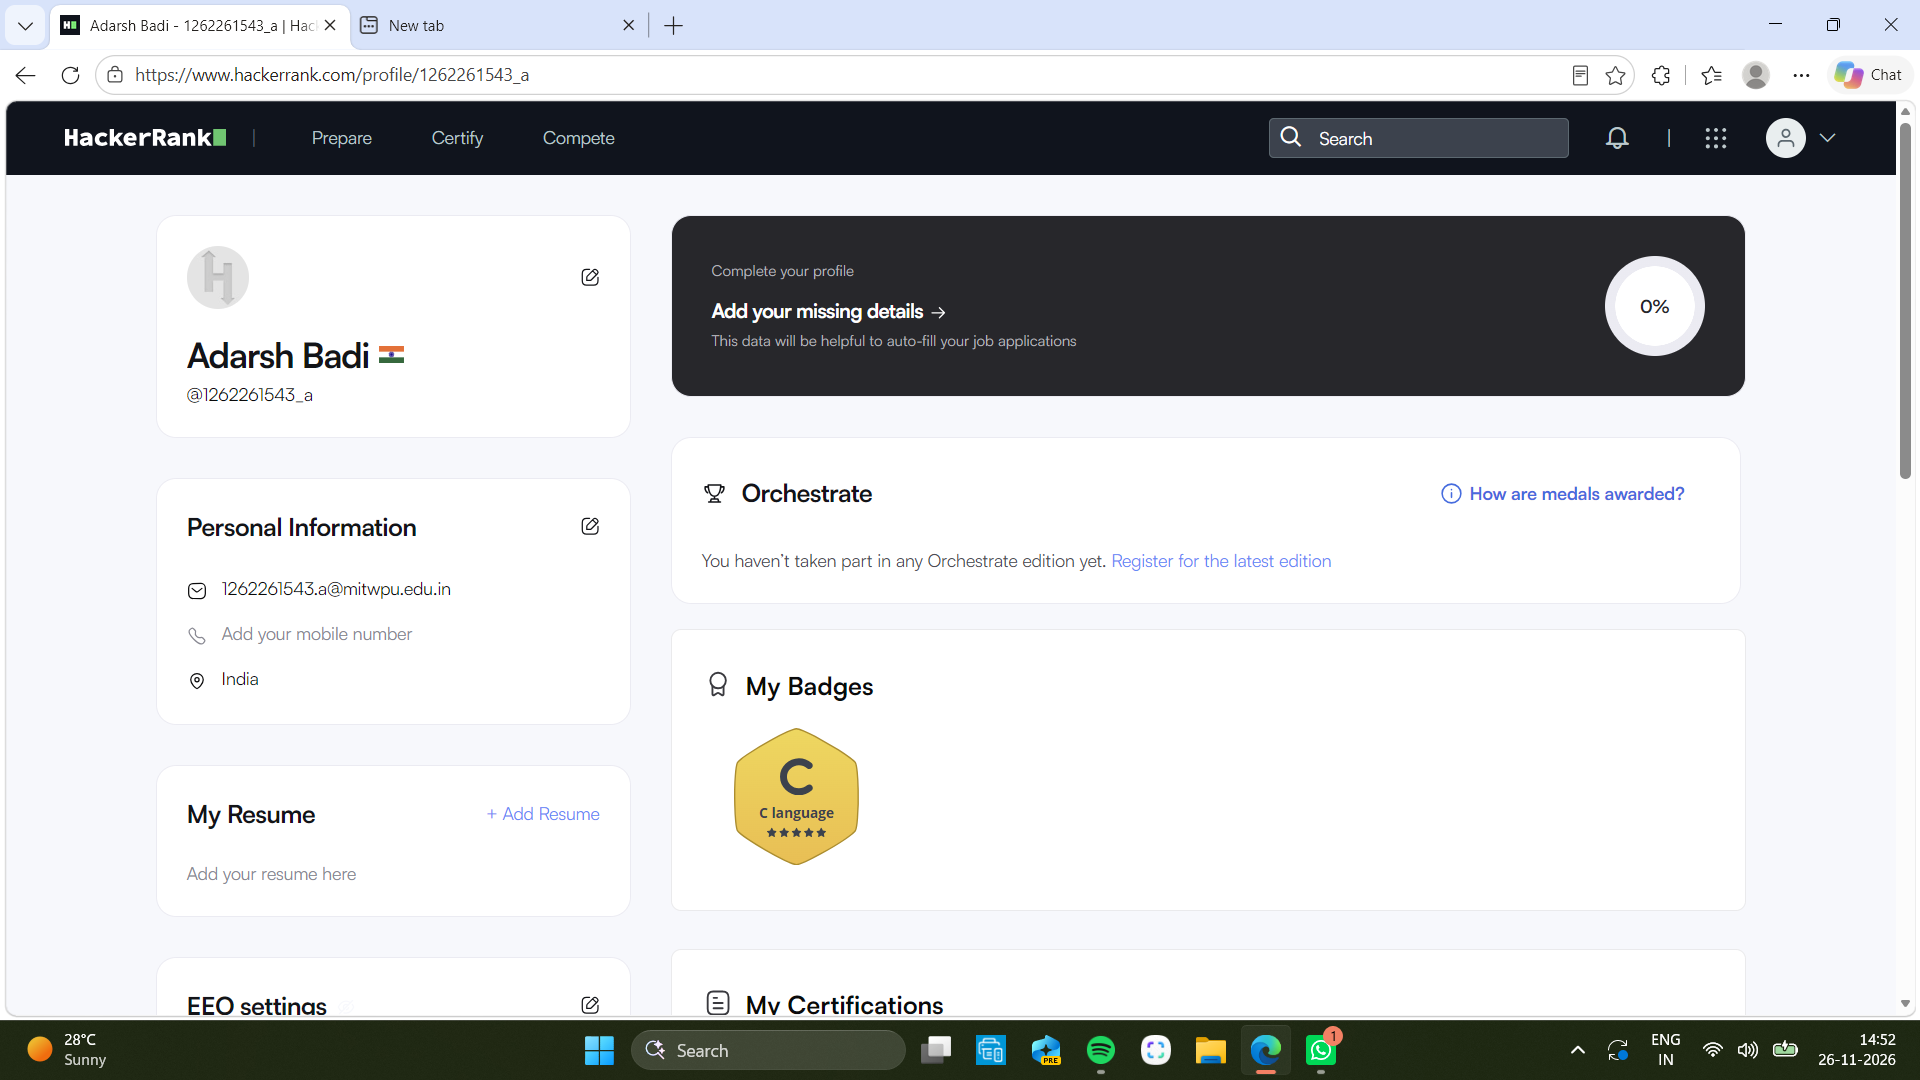 Adarsh Badi - 1262261543_a | Hac
New tab
https://www.hackerrank.com/profile/1262261543_a
Chat
HackerRank
Prepare
Certify
Compete
Search
Adarsh Badi
@1262261543_a
Complete your profile
Add your missing details →
This data will be helpful to auto-fill your job applications
0%
Personal Information
1262261543.a@mitwpu.edu.in
Add your mobile number
India
Orchestrate
How are medals awarded?
You haven't taken part in any Orchestrate edition yet. Register for the latest edition
My Badges
C
C language
My Resume
+ Add Resume
Add your resume here
EEO settings
My Certifications
28°C
Sunny
Search
PRE
1
ENG
IN
14:52
26-11-2026